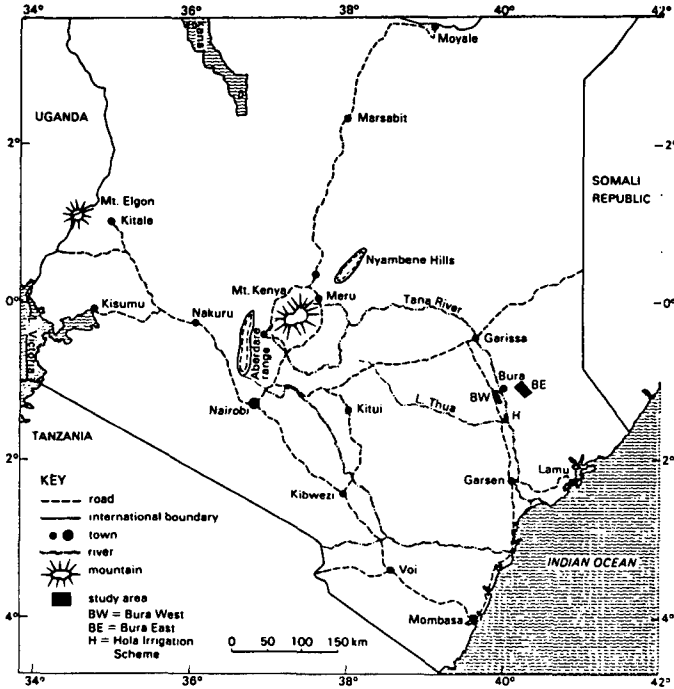 34°
36°
38°
40°
42°
Moyale
UGANDA
Marsabit
2°
2°
SOMALI
REPUBLIC
Mt. Elgon
Kitale
Nyambene Hills
Mt. Kenya
Meru
Tana River
0°
0°
Kisumu
Nakuru
Garissa
Aberdare
range
Victoria
Bura
BE
BW
Nairobi
Kitui
L. Thua
H
TANZANIA
2°
2°
Lamu
Garsen
KEY
Kibwezi
road
international boundary
town
river
INDIAN OCEAN
mountain
Voi
study area
BW = Bura West
4°
4°
BE = Bura East
Mombasa
H = Hola Irrigation
Scheme
0 50 100 150 km
34°
36°
38°
40°
42°